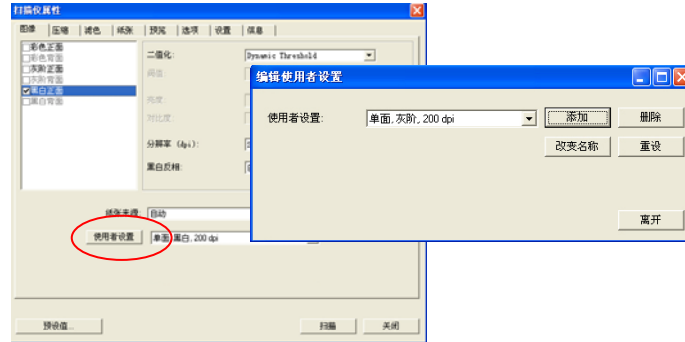 扫描仪属性
图像 压缩 滤色 纸张 预览 选项 设置 信息
彩色正面
彩色背面
灰阶正面
灰阶背面
黑白正面
黑白背面
二值化: Dynamic Threshold
阈值:
亮度:
对比度:
分辨率 (dpi):
黑白反相:
纸张来源: 自动
使用者设置 单面,黑白,200 dpi
预设值... 扫描 关闭
编辑使用者设置
使用者设置: 单面,灰阶,200 dpi 添加 删除
改变名称 重设
离开